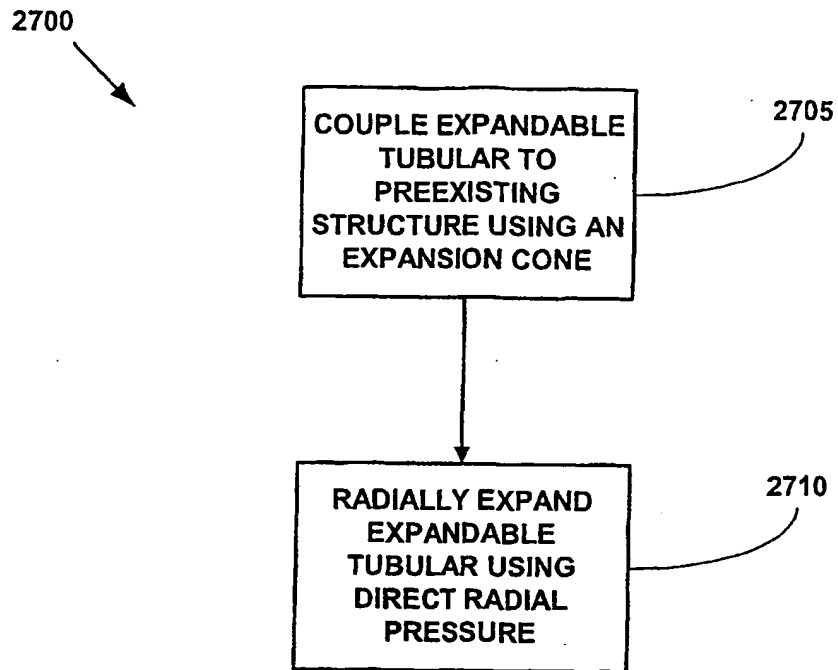 2700
COUPLE EXPANDABLE
TUBULAR TO
PREEXISTING
STRUCTURE USING AN
EXPANSION CONE
2705
RADIALLY EXPAND
EXPANDABLE
TUBULAR USING
DIRECT RADIAL
PRESSURE
2710